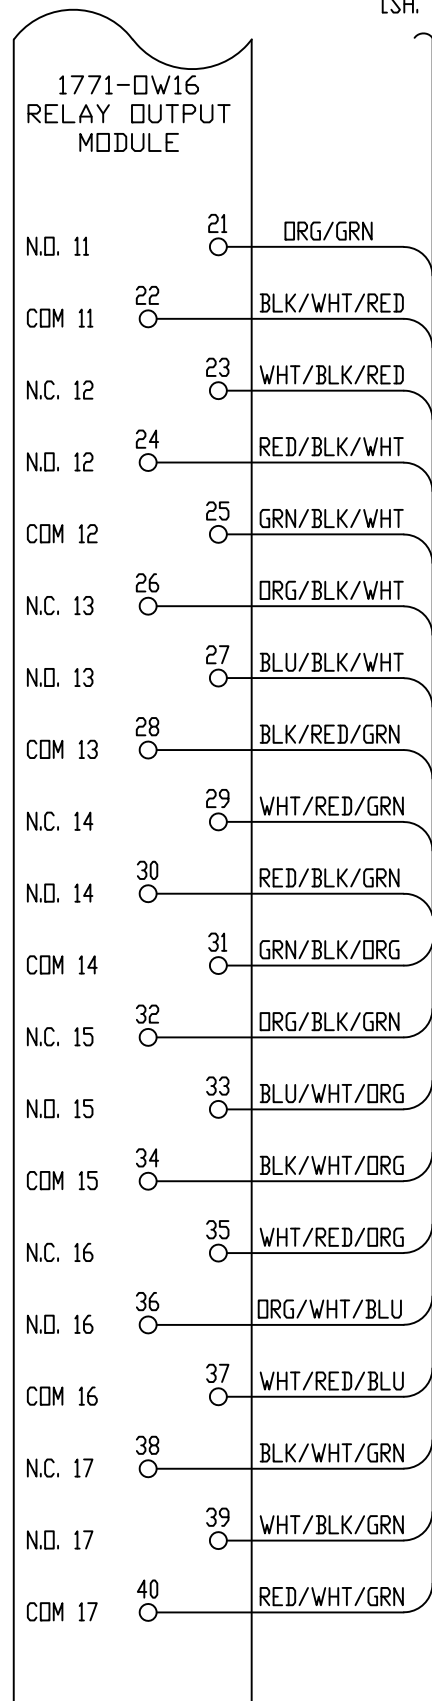 LSH.
1771-OW16
RELAY OUTPUT
MODULE
N.O. 11 21 ORG/GRN
COM 11 22 BLK/WHT/RED
N.C. 12 23 WHT/BLK/RED
N.O. 12 24 RED/BLK/WHT
COM 12 25 GRN/BLK/WHT
N.C. 13 26 ORG/BLK/WHT
N.O. 13 27 BLU/BLK/WHT
COM 13 28 BLK/RED/GRN
N.C. 14 29 WHT/RED/GRN
N.O. 14 30 RED/BLK/GRN
COM 14 31 GRN/BLK/ORG
N.C. 15 32 ORG/BLK/GRN
N.O. 15 33 BLU/WHT/ORG
COM 15 34 BLK/WHT/ORG
N.C. 16 35 WHT/RED/ORG
N.O. 16 36 ORG/WHT/BLU
COM 16 37 WHT/RED/BLU
N.C. 17 38 BLK/WHT/GRN
N.O. 17 39 WHT/BLK/GRN
COM 17 40 RED/WHT/GRN